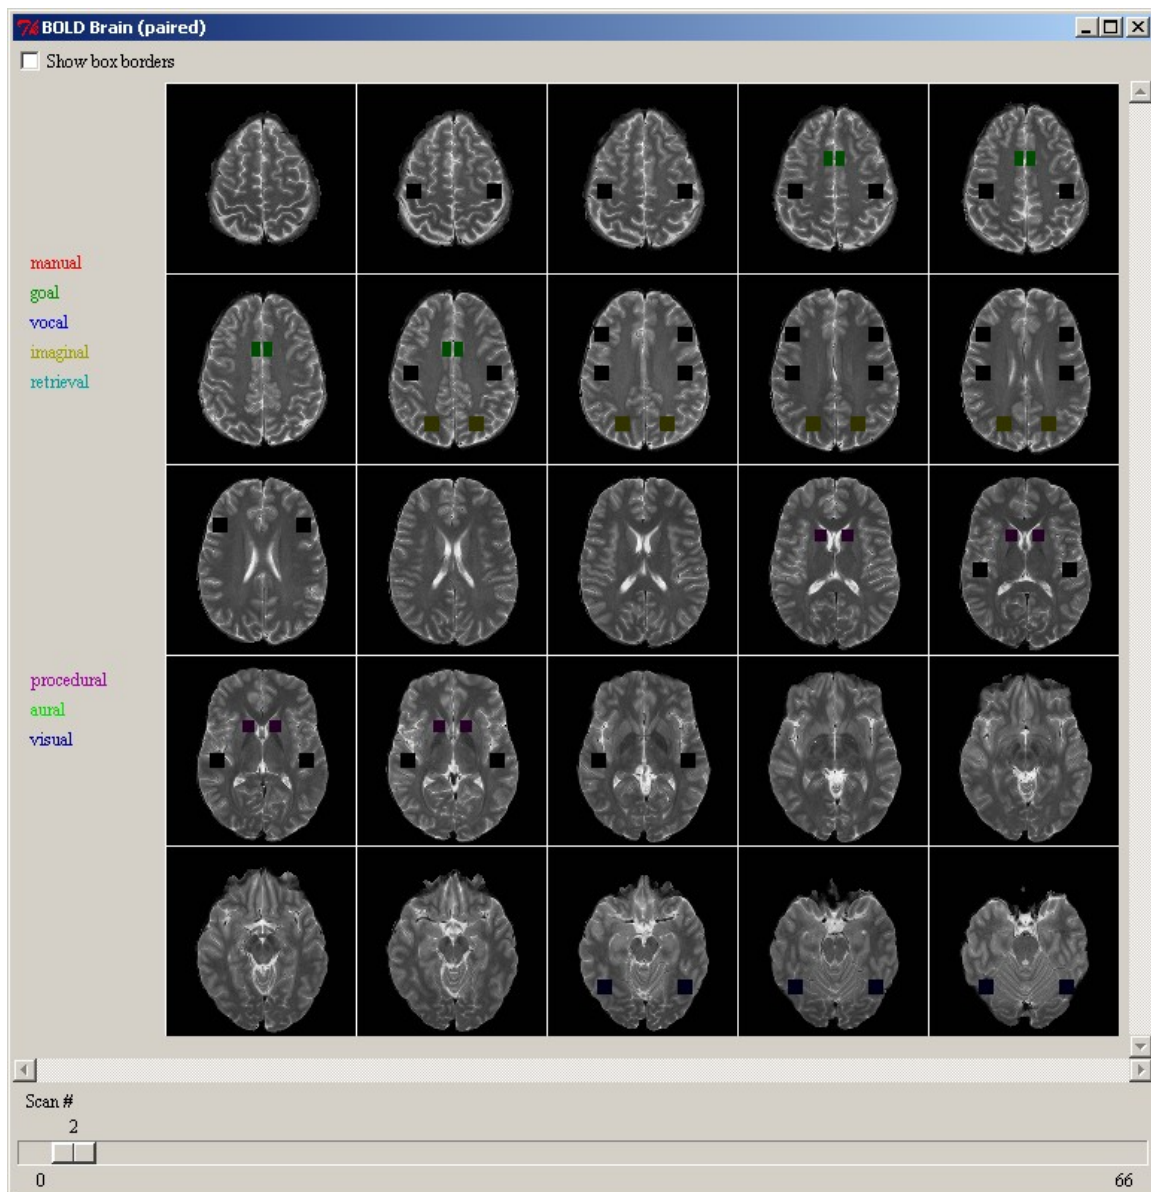 BOLD Brain (paired)
Show box borders
manual
goal
vocal
imaginal
retrieval
procedural
aural
visual
Scan #
2
0 66